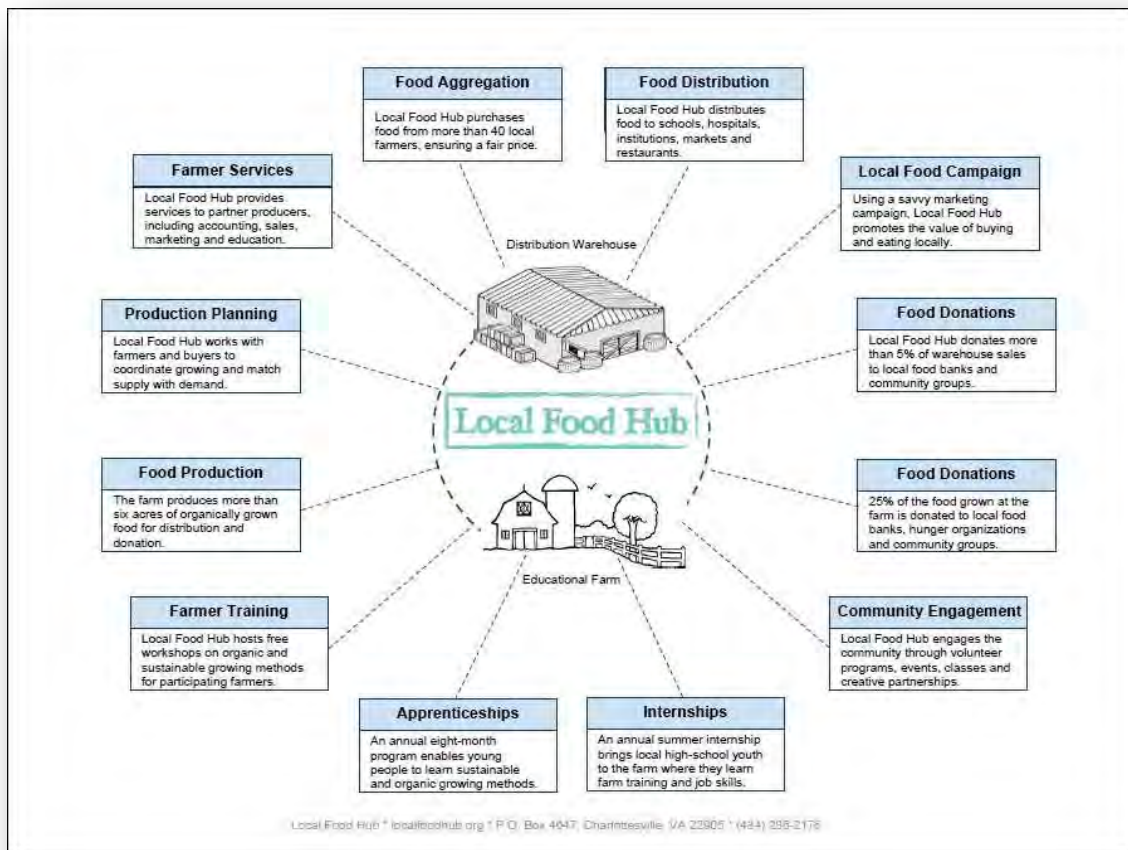 Food Aggregation
Local Food Hub purchases
food from more than 40 local
farmers, ensuring a fair price.
Food Distribution
Local Food Hub distributes
food to schools, hospitals,
institutions, markets and
restaurants.
Farmer Services
Local Food Hub provides
services to partner producers,
including accounting, sales,
marketing and education.
Local Food Campaign
Using a savvy marketing
campaign, Local Food Hub
promotes the value of buying
and eating locally.
Distribution Warehouse
Production Planning
Local Food Hub works with
farmers and buyers to
coordinate growing and match
supply with demand.
Food Donations
Local Food Hub donates more
than 5% of warehouse sales
to local food banks and
community groups.
Local Food Hub
Food Production
The farm produces more than
six acres of organically grown
food for distribution and
donation.
Food Donations
25% of the food grown at the
farm is donated to local food
banks, hunger organizations
and community groups.
Educational Farm
Farmer Training
Local Food Hub hosts free
workshops on organic and
sustainable growing methods
for participating farmers.
Community Engagement
Local Food Hub engages the
community through volunteer
programs, events, classes and
creative partnerships.
Apprenticeships
An annual eight-month
program enables young
people to learn sustainable
and organic growing methods.
Internships
An annual summer internship
brings local high-school youth
to the farm where they learn
farm training and job skills.
Local Food Hub * localfoodhub.org * P.O. Box 4647, Charlottesville, VA 22905 *